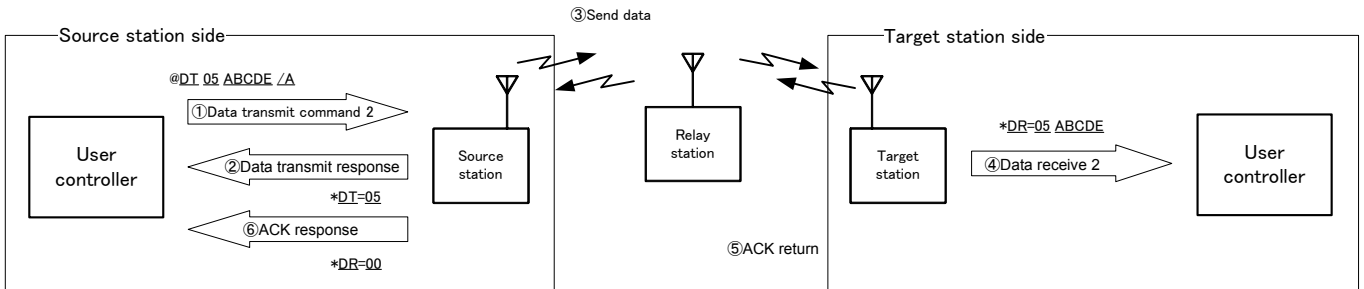 ③Send data
Source station side
Target station side
@DT 05 ABCDE /A
①Data transmit command 2
User
controller
②Data transmit response
*DT=05
⑥ACK response
*DR=00
Source
station
Relay
station
⑤ACK return
Target
station
*DR=05 ABCDE
④Data receive 2
User
controller